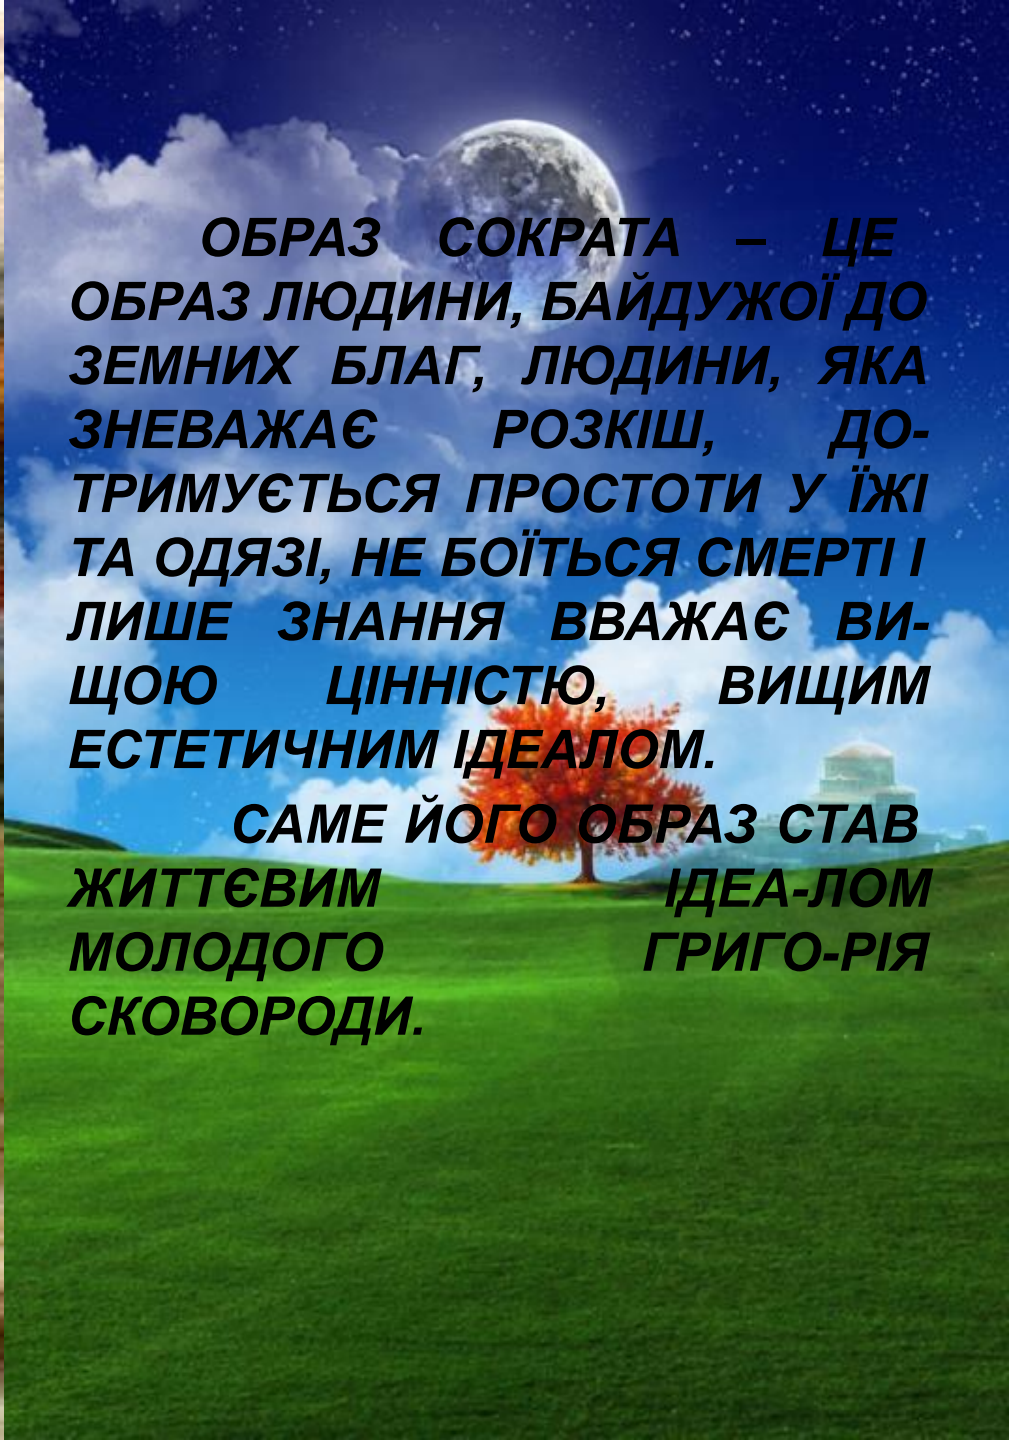 ОБРАЗ СОКРАТА – ЦЕ
ОБРАЗ ЛЮДИНИ, БАЙДУЖОЇ ДО
ЗЕМНИХ БЛАГ, ЛЮДИНИ, ЯКА
ЗНЕВАЖАЄ РОЗКІШ, ДО-
ТРИМУЄТЬСЯ ПРОСТОТИ У ЇЖІ
ТА ОДЯЗІ, НЕ БОЇТЬСЯ СМЕРТІ І
ЛИШЕ ЗНАННЯ ВВАЖАЄ ВИ-
ЩОЮ ЦІННІСТЮ, ВИЩИМ
ЕСТЕТИЧНИМ ІДЕАЛОМ.
САМЕ ЙОГО ОБРАЗ СТАВ
ЖИТТЄВИМ ІДЕА-ЛОМ
МОЛОДОГО ГРИГО-РІЯ
СКОВОРОДИ.